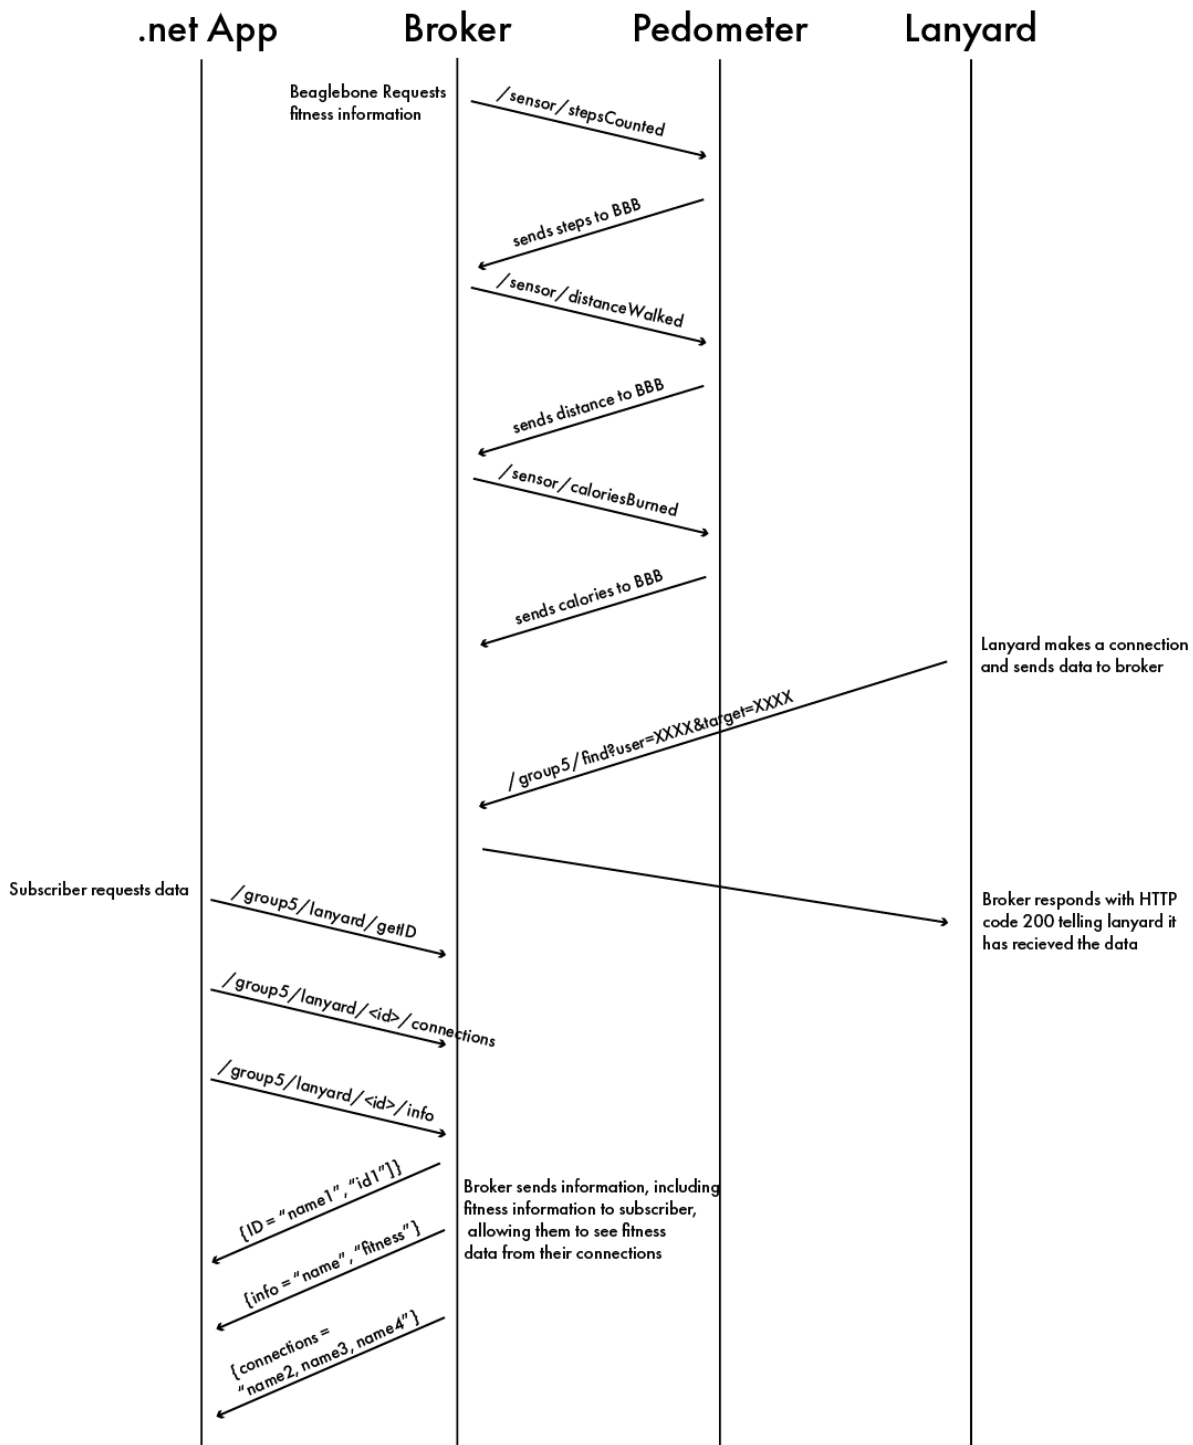 .net App
Broker
Pedometer
Lanyard
Beaglebone Requests
fitness information
/sensor/stepsCounted
sends steps to BBB
/sensor/distanceWalked
sends distance to BBB
/sensor/caloriesBurned
sends calories to BBB
Lanyard makes a connection
and sends data to broker
/group5/find?user=XXXX&target=XXXX
Subscriber requests data
/group5/lanyard/getID
Broker responds with HTTP
code 200 telling lanyard it
has recieved the data
/group5/lanyard/<id>/connections
/group5/lanyard/<id>/info
{ID = “name1”,“id1”]}
Broker sends information, including
fitness information to subscriber,
allowing them to see fitness
data from their connections
{info = “name”,“fitness”}
{connections =
“name2, name3, name4”}